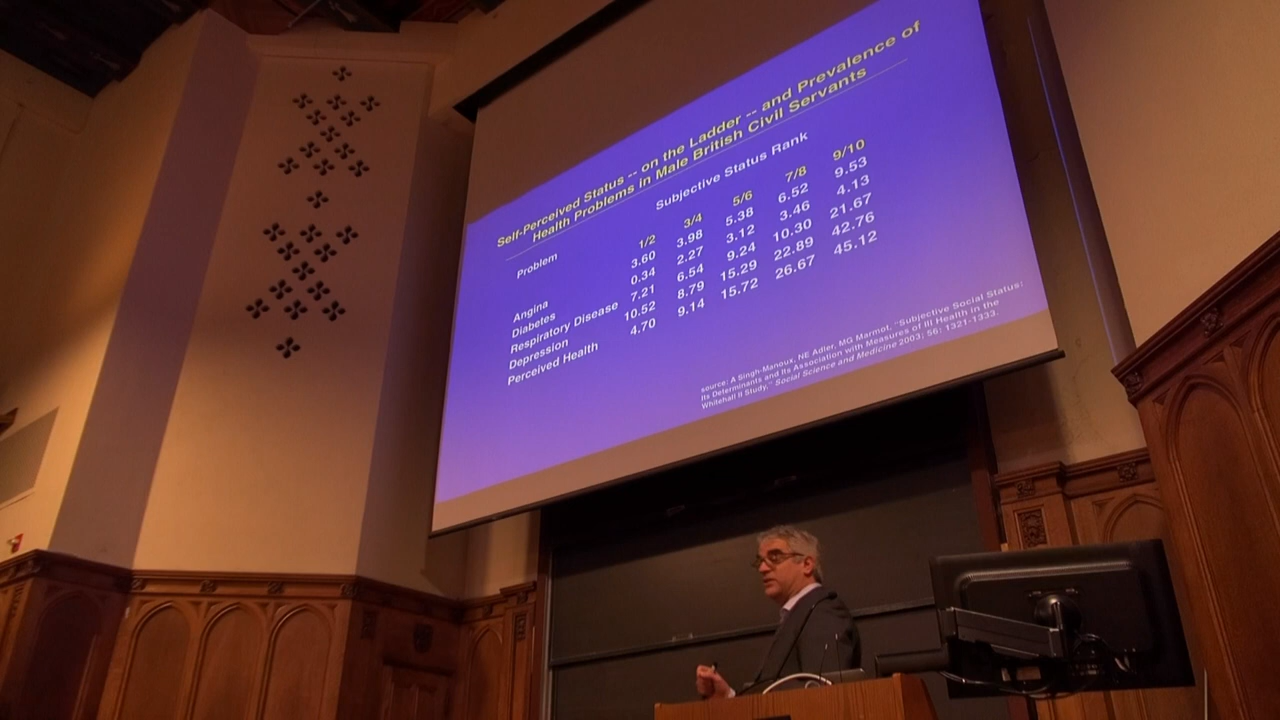 Self-Perceived Status -- on the Ladder -- and Prevalence of
Health Problems in Male British Civil Servants
Subjective Status Rank
Problem 1/2 3/4 5/6 7/8 9/10
Angina 3.60 3.98 5.38 6.52 9.53
Diabetes 0.34 2.27 3.12 3.46 4.13
Respiratory Disease 7.21 6.54 9.24 10.30 21.67
Depression 10.52 8.79 15.29 22.89 42.76
Perceived Health 4.70 9.14 15.72 26.67 45.12
source: A Singh-Manoux, NE Adler, MG Marmot, "Subjective Social Status:
Its Determinants and Its Association with Measures of Ill Health in the
Whitehall II Study," Social Science and Medicine 2003; 56: 1321-1333.